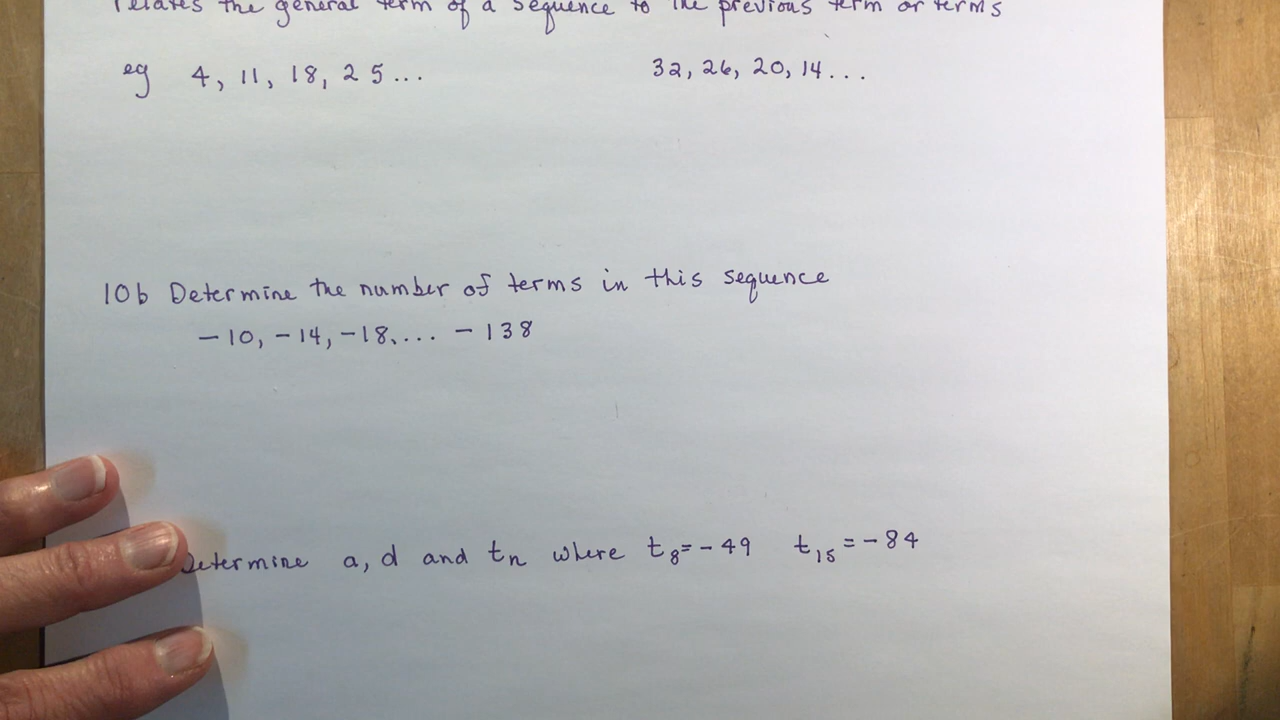 relates the general term of a sequence to the previous term or terms
eg 4, 11, 18, 25... 32, 26, 20, 14...
10b Determine the number of terms in this sequence
-10, -14, -18, ... -138
Determine a, d and tn where t8=-49 t15=-84